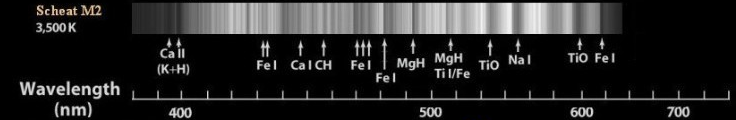 Scheat M2
3,500 K
Ca II
(K+H)
Fe I
Ca I CH
Fe I
Fe I
MgH
MgH
Ti I/Fe
TiO
Na I
TiO Fe I
Wavelength
(nm)
400
500
600
700